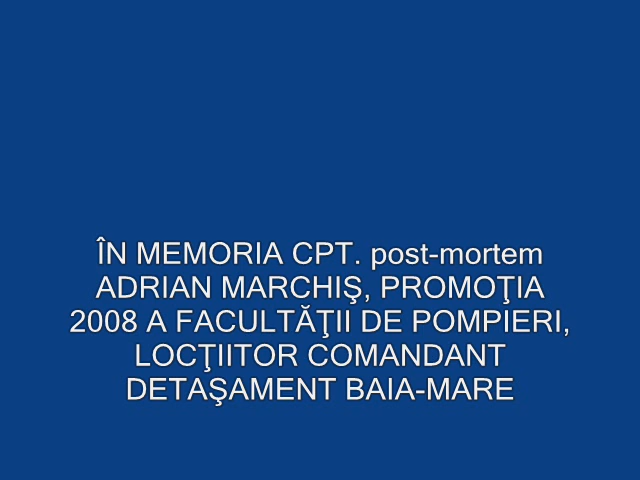 ÎN MEMORIA CPT. post-mortem
ADRIAN MARCHIŞ, PROMOŢIA
2008 A FACULTĂŢII DE POMPIERI,
LOCŢIITOR COMANDANT
DETAŞAMENT BAIA-MARE